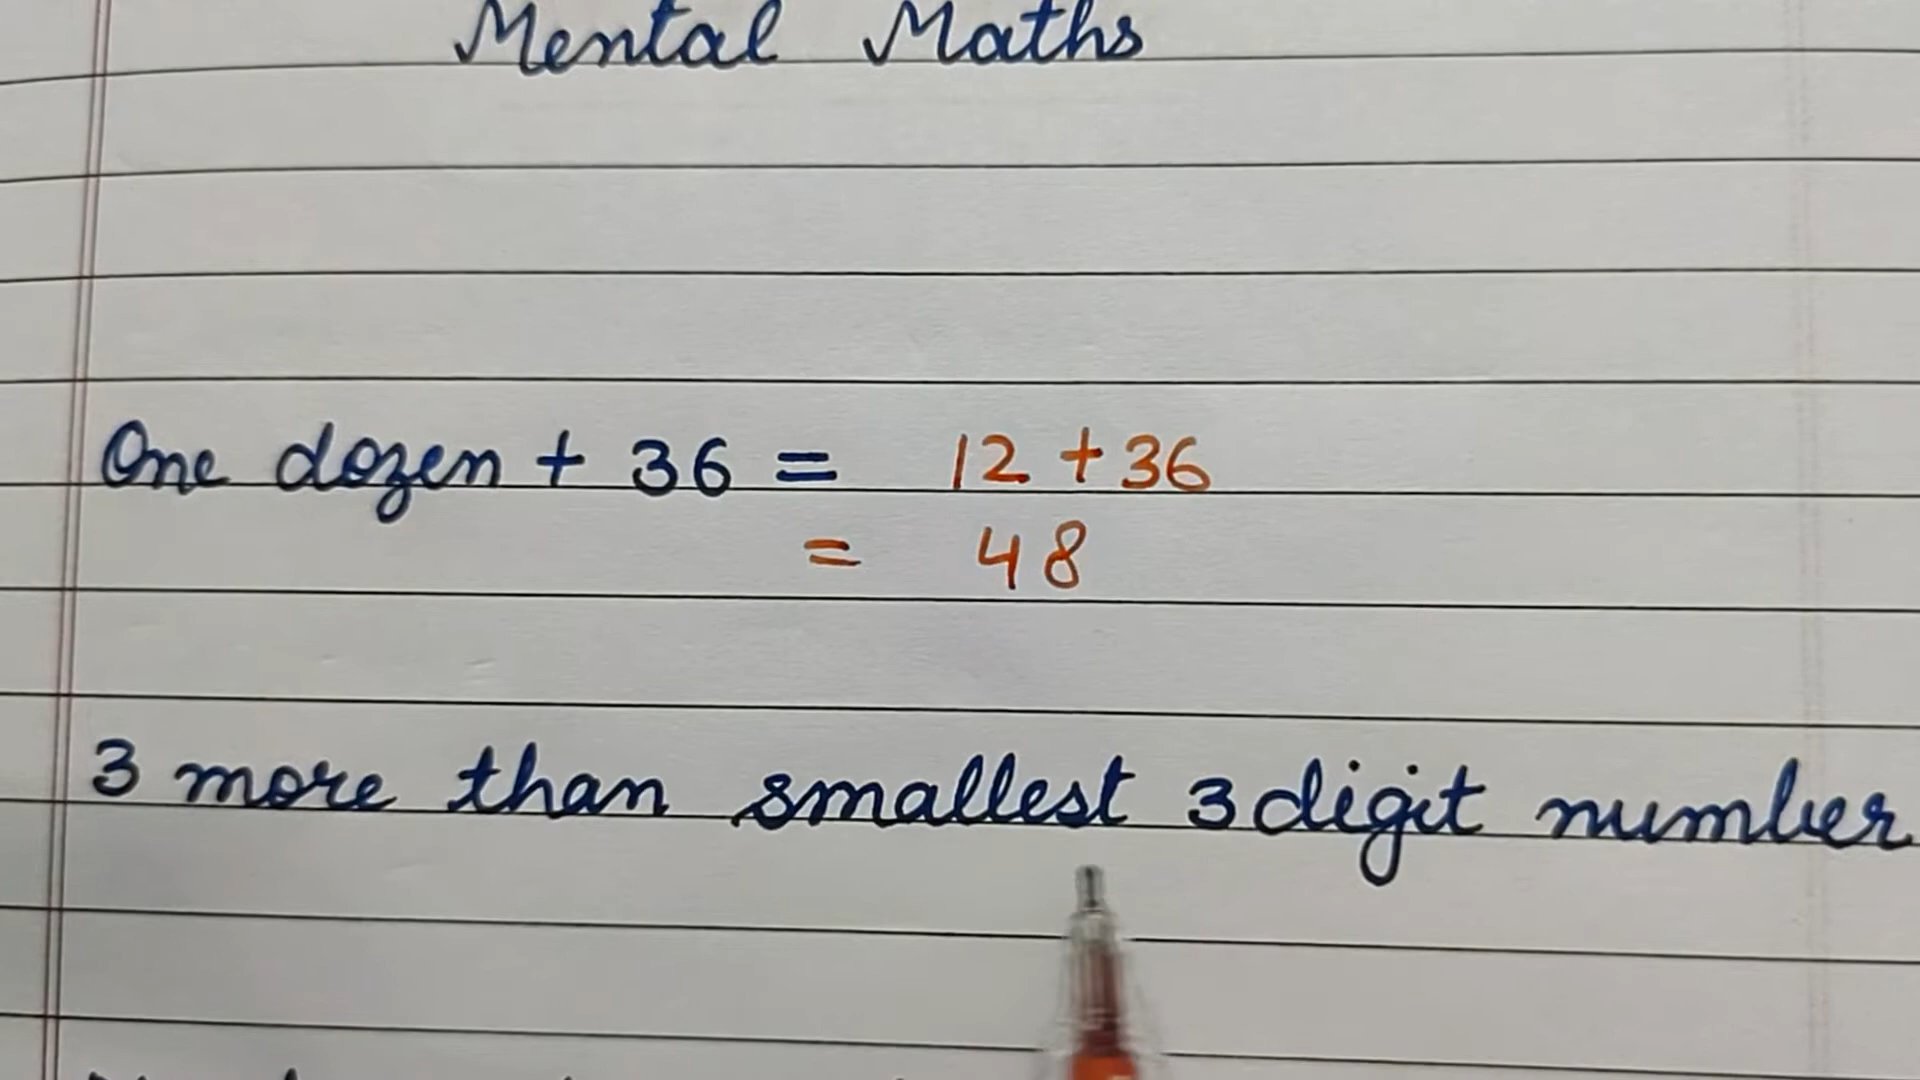 Mental Maths
One dozen + 36 = 12 + 36
= 48
3 more than smallest 3 digit number